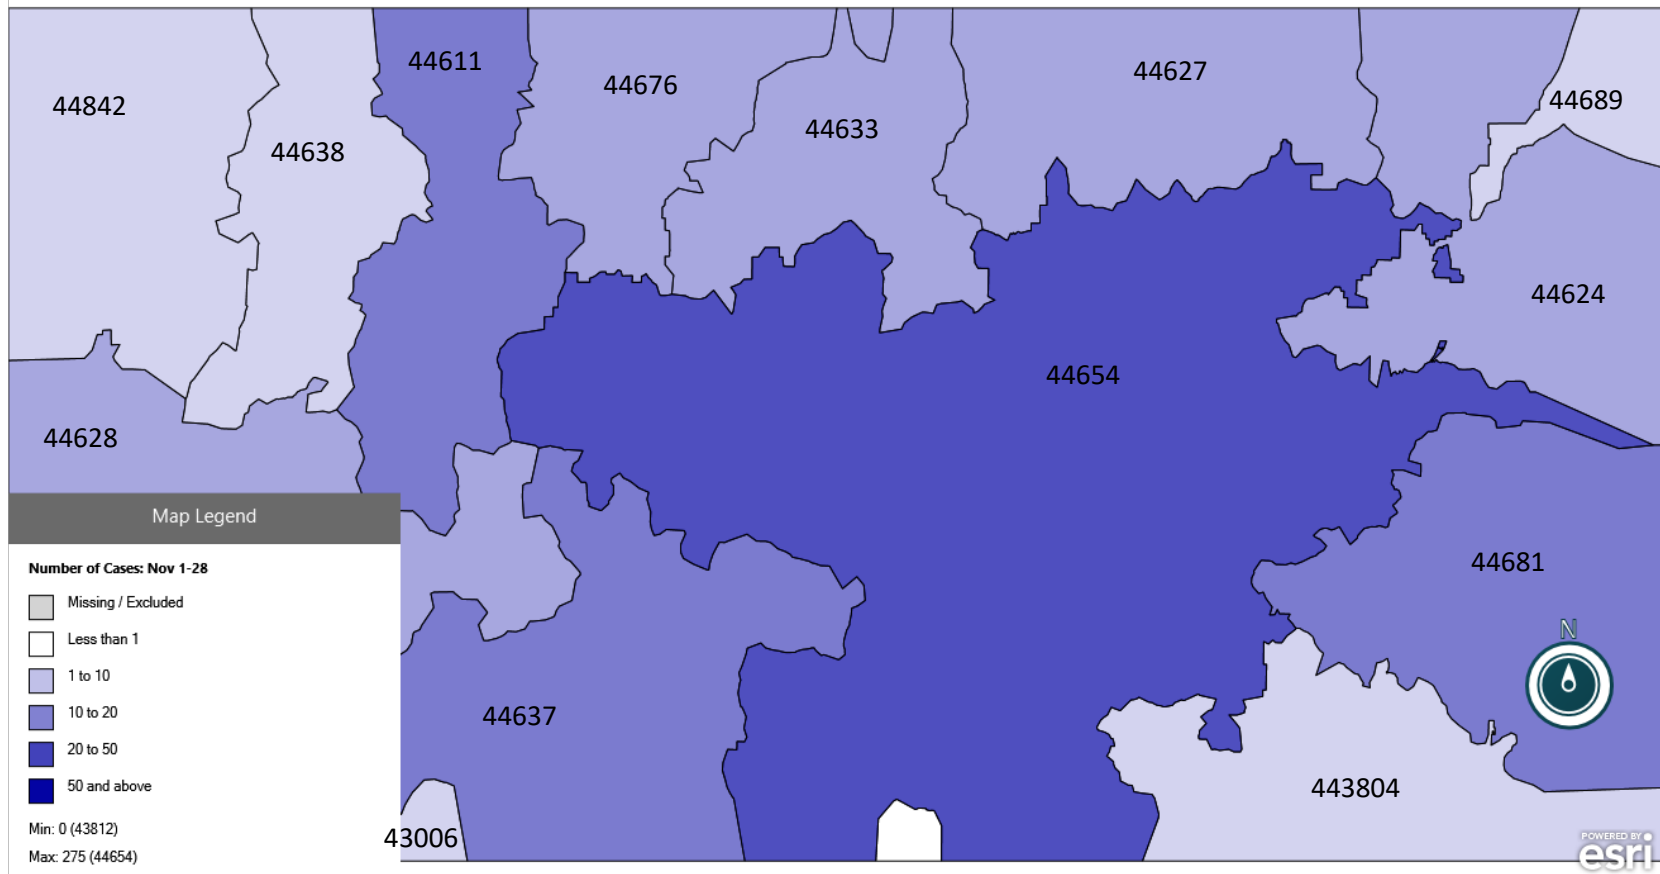 44611
44676
44627
44842
44689
44633
44638
44624
44654
44628
Map Legend
Number of Cases: Nov 1-28
Missing / Excluded
Less than 1
1 to 10
10 to 20
20 to 50
50 and above
Min: 0 (43812)
Max: 275 (44654)
44681
N
44637
443804
43006
POWERED BY
esri